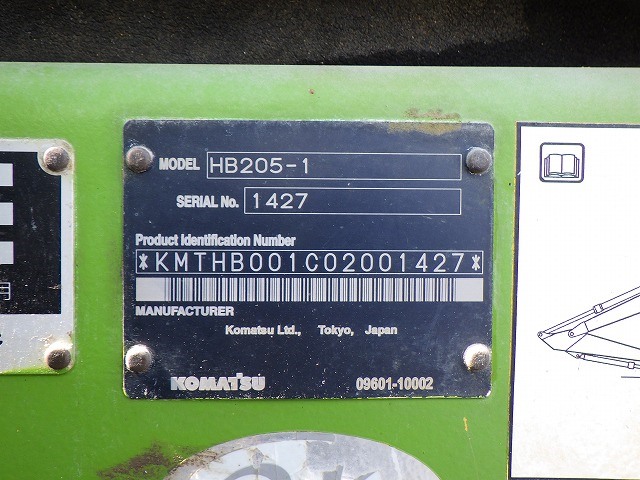 MODEL HB205-1
SERIAL No. 1427
Product Identification Number
*KMTHB001C02001427*
MANUFACTURER
Komatsu Ltd., Tokyo, Japan
KOMATSU 09601-10002